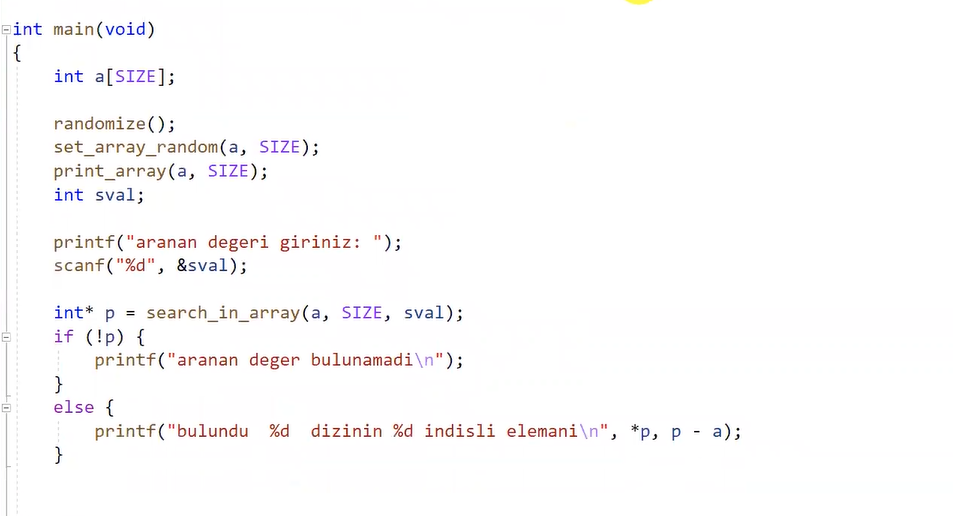 int main(void)
{
    int a[SIZE];

    randomize();
    set_array_random(a, SIZE);
    print_array(a, SIZE);
    int sval;

    printf("aranan degeri giriniz: ");
    scanf("%d", &sval);

    int* p = search_in_array(a, SIZE, sval);
    if (!p) {
        printf("aranan deger bulunamadi\n");
    }
    else {
        printf("bulundu  %d  dizinin %d indisli elemani\n", *p, p - a);
    }